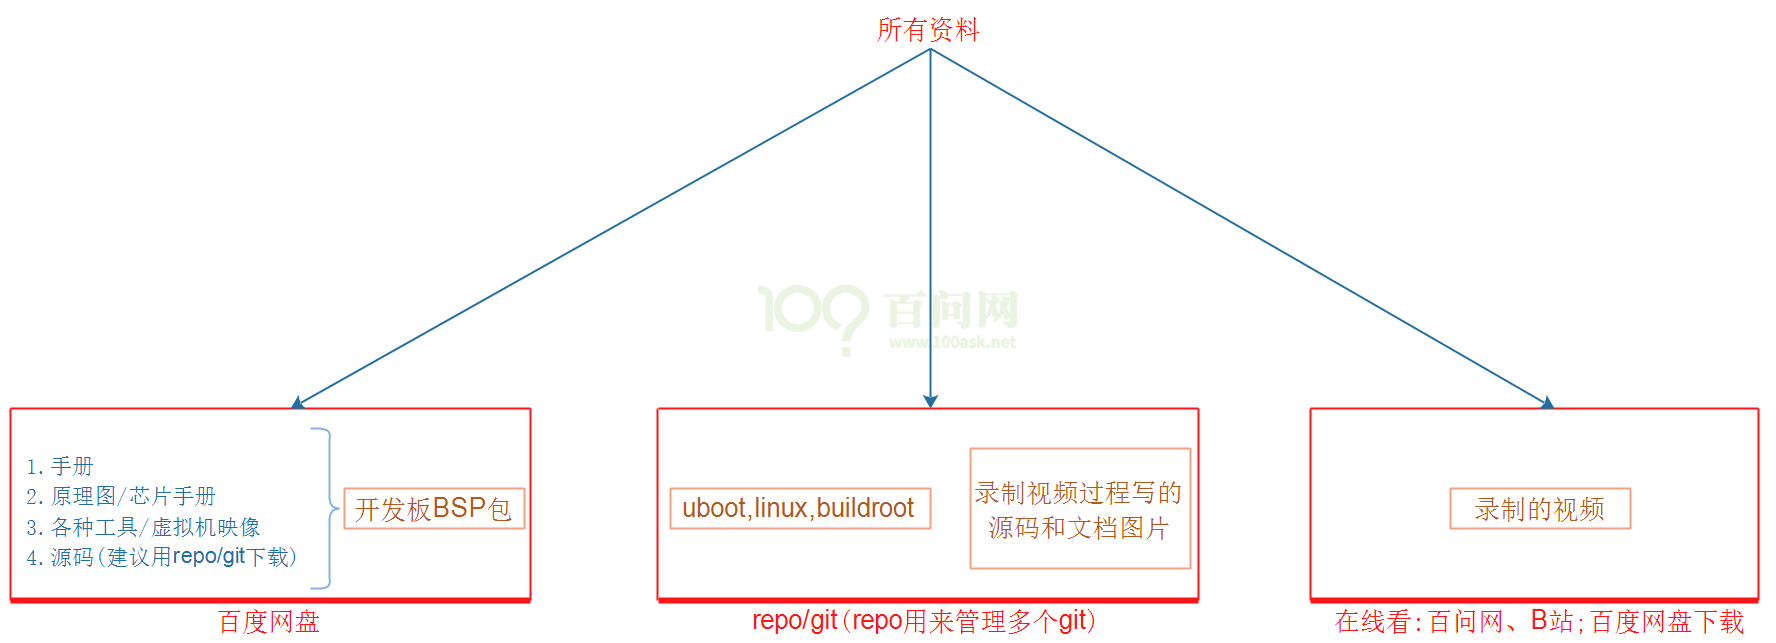 所有资料
100?百问网
www.100ask.net
1. 手册
2. 原理图/芯片手册
3. 各种工具/虚拟机映像
4. 源码(建议用repo/git下载)
开发板BSP包
百度网盘
uboot,linux,buildroot
录制视频过程写的
源码和文档图片
repo/git(repo用来管理多个git)
录制的视频
在线看:百问网、B站;百度网盘下载